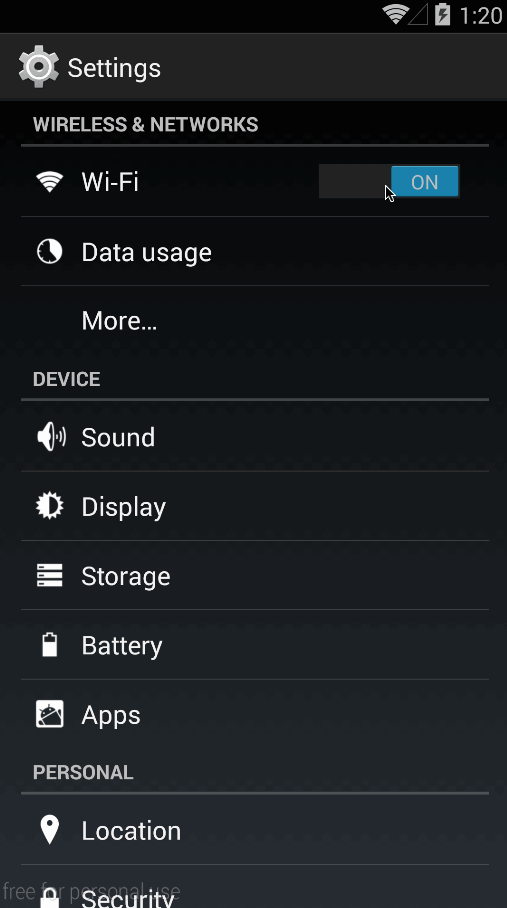 1:20
Settings
WIRELESS & NETWORKS
Wi-Fi
ON
Data usage
More...
DEVICE
Sound
Display
Storage
Battery
Apps
PERSONAL
Location
Security
free for personal use